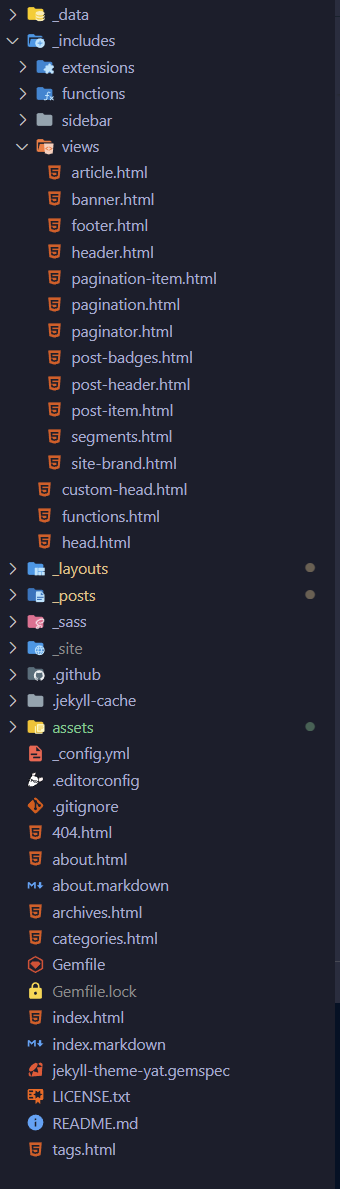 _data
_includes
extensions
functions
sidebar
views
article.html
banner.html
footer.html
header.html
pagination-item.html
pagination.html
paginator.html
post-badges.html
post-header.html
post-item.html
segments.html
site-brand.html
custom-head.html
functions.html
head.html
_layouts
_posts
_sass
_site
.github
.jekyll-cache
assets
_config.yml
.editorconfig
.gitignore
404.html
about.html
about.markdown
archives.html
categories.html
Gemfile
Gemfile.lock
index.html
index.markdown
jekyll-theme-yat.gemspec
LICENSE.txt
README.md
tags.html